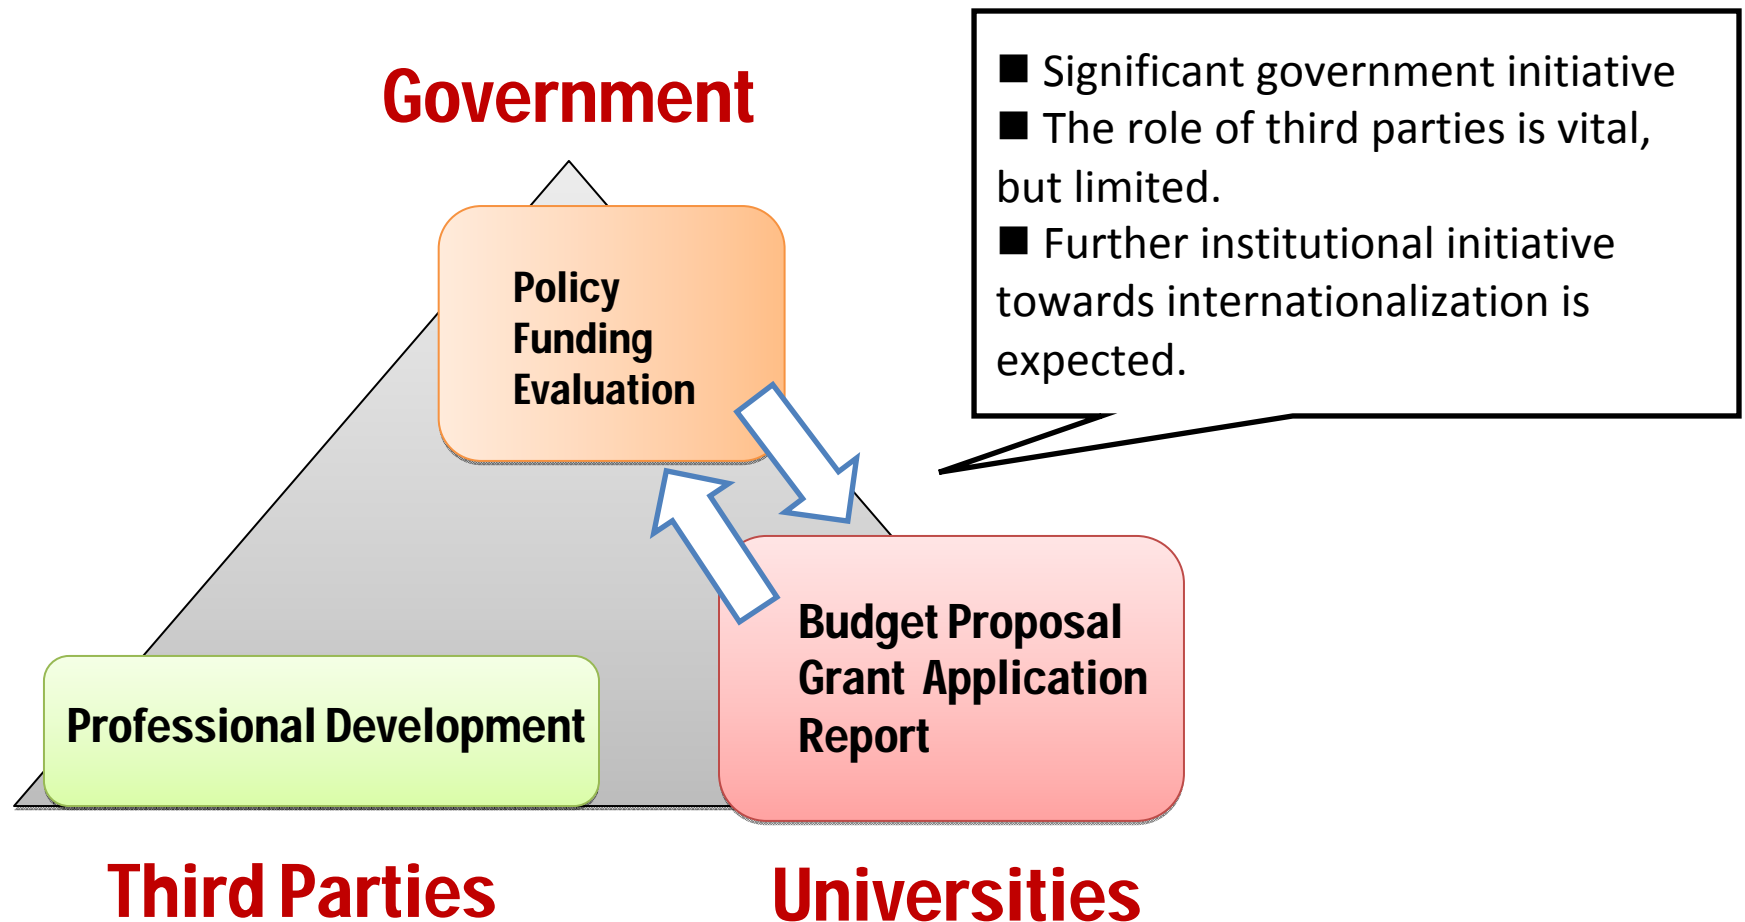 Government
■ Significant government initiative
■ The role of third parties is vital,
but limited.
■ Further institutional initiative
towards internationalization is
expected.
Policy
Funding
Evaluation
Budget Proposal
Grant Application
Report
Professional Development
Third Parties
Universities